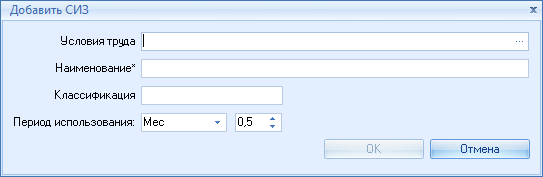 Добавить СИЗ
Условия труда ...
Наименование*
Классификация
Период использования: Мес 0,5
OK Отмена